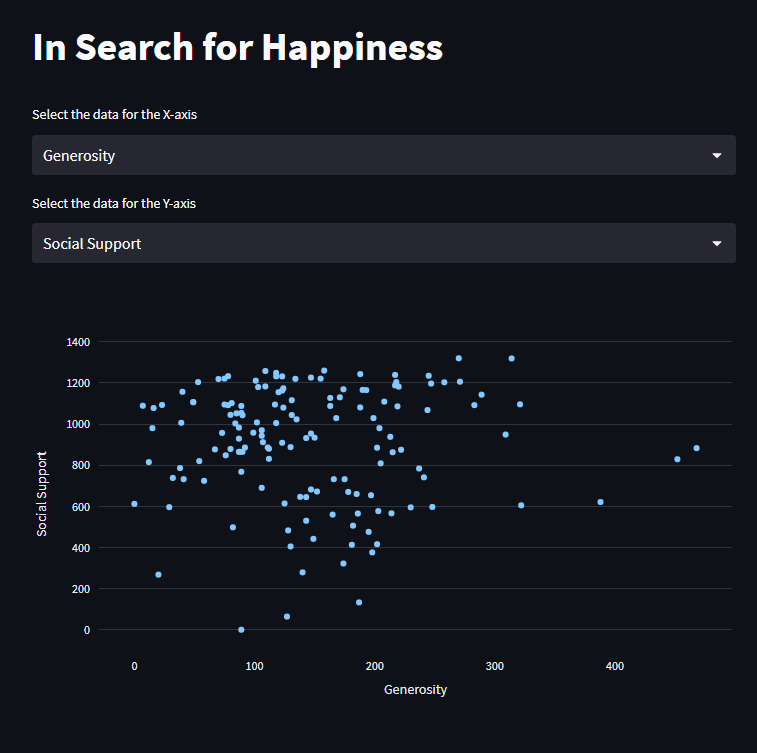 In Search for Happiness
Select the data for the X-axis
Generosity
Select the data for the Y-axis
Social Support
1400
1200
1000
800
600
400
200
0
Social Support
0 100 200 300 400
Generosity